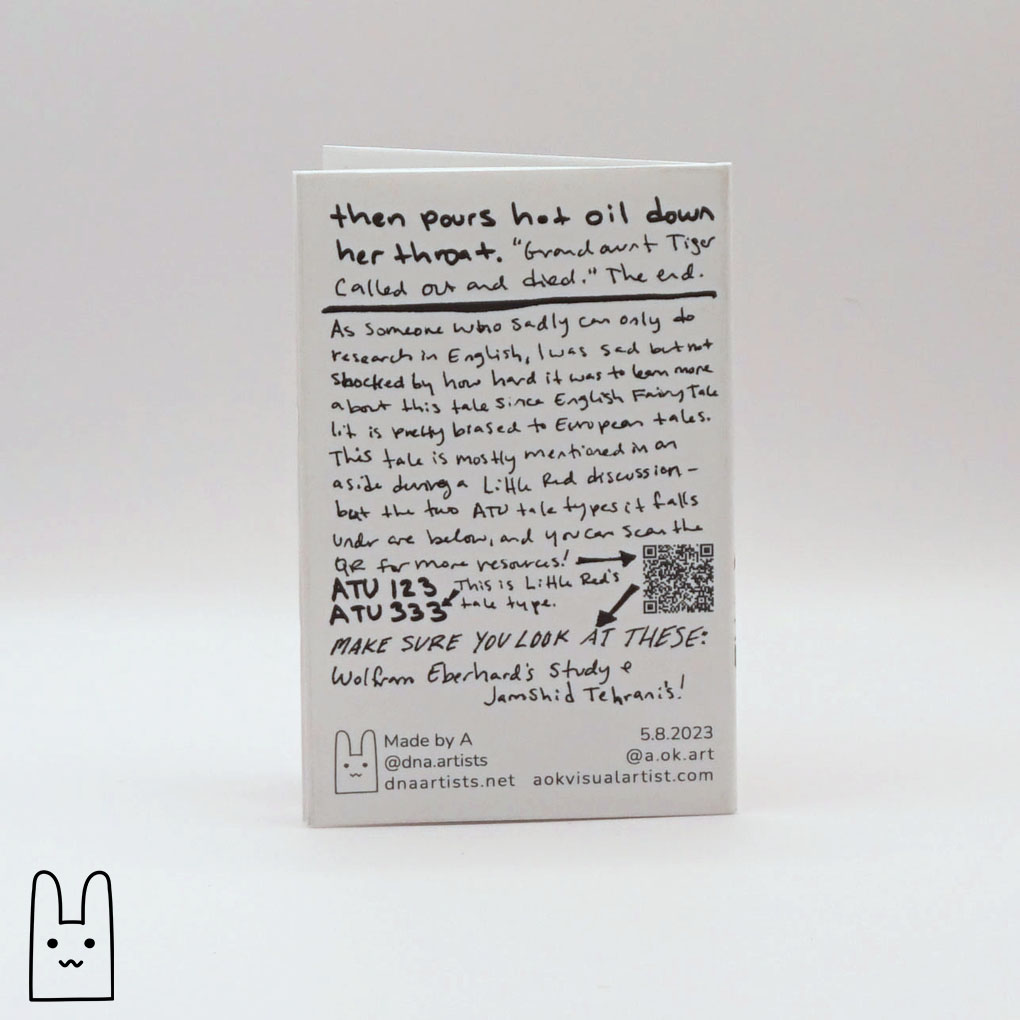 then pours hot oil down
her throat. "Grandaunt Tiger
Called out and died." The end.
As someone who sadly can only do
research in English, I was sad but not
shocked by how hard it was to learn more
about this tale since English Fairy Tale
lit is pretty biased to European tales.
This tale is mostly mentioned in an
aside during a Little Red discussion -
but the two ATU tale types it falls
undr are below, and you can scan the
QR for more resources!
ATU 123 This is Little Red's
ATU 333 tale type.
MAKE SURE YOU LOOK AT THESE:
Wolfram Eberhard's Study &
Jamshid Tehrani's!
Made by A 5.8.2023
@dna.artists @a.ok.art
dnaartists.net aokvisualartist.com